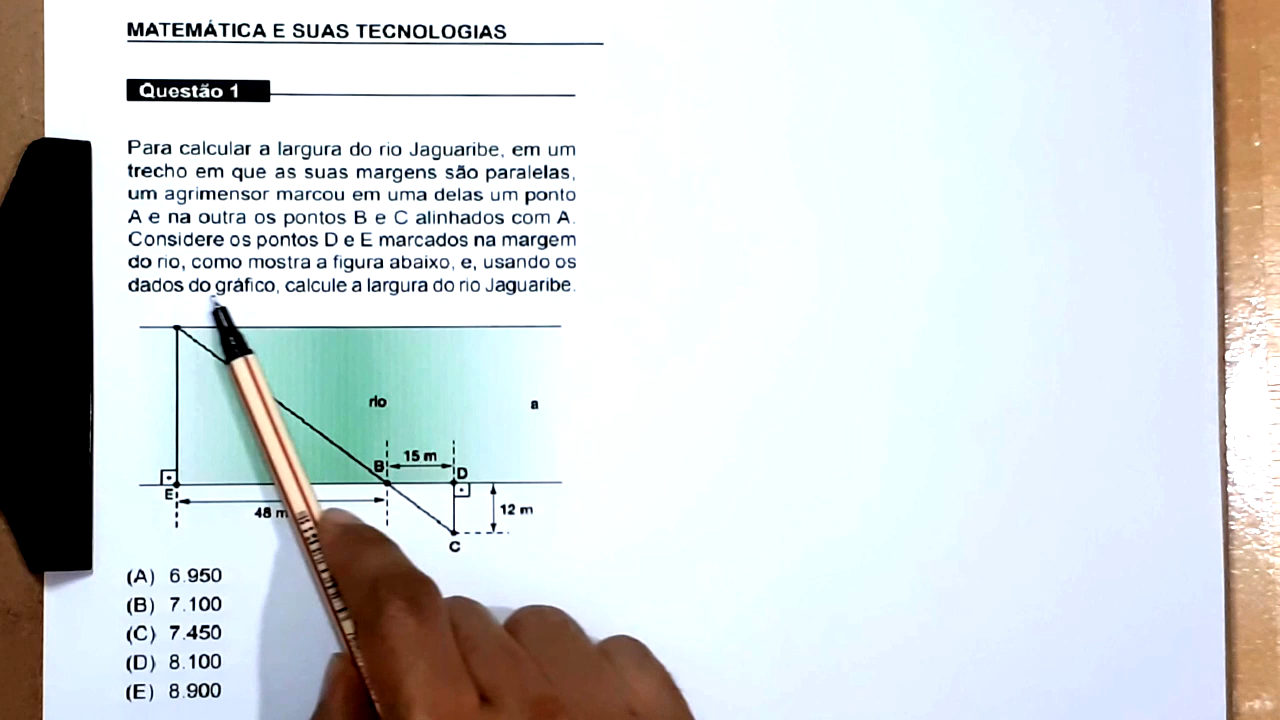 MATEMÁTICA E SUAS TECNOLOGIAS
Questão 1
Para calcular a largura do rio Jaguaribe, em um
trecho em que as suas margens são paralelas,
um agrimensor marcou em uma delas um ponto
A e na outra os pontos B e C alinhados com A.
Considere os pontos D e E marcados na margem
do rio, como mostra a figura abaixo, e, usando os
dados do gráfico, calcule a largura do rio Jaguaribe.
rio
a
15 m
B
D
E
48 m
12 m
C
(A) 6.950
(B) 7.100
(C) 7.450
(D) 8.100
(E) 8.900